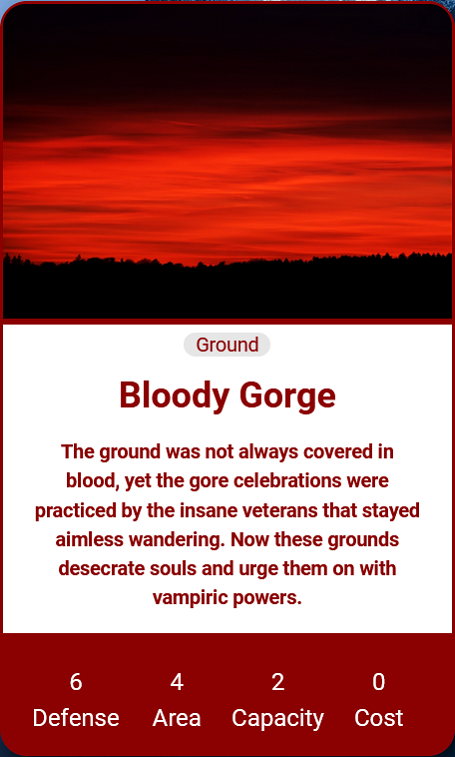 Ground
Bloody Gorge
The ground was not always covered in
blood, yet the gore celebrations were
practiced by the insane veterans that stayed
aimless wandering. Now these grounds
desecrate souls and urge them on with
vampiric powers.
6 4 2 0
Defense Area Capacity Cost